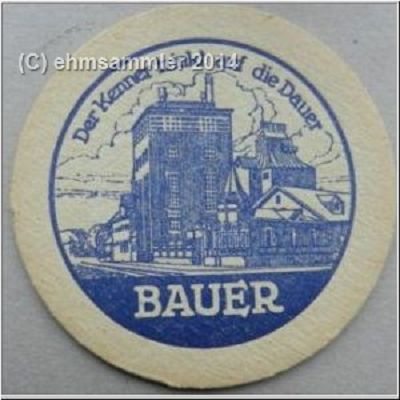 (C) ehmsammler 2014
Der Kenner die Dauer
BAUER